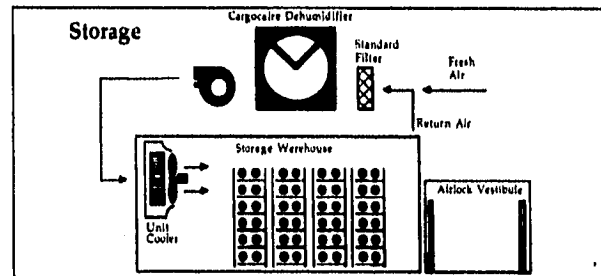 Cargocaire Dehumidifier
Storage
Standard
Filter
Fresh
Air
Return Air
Storage Warehouse
Airlock Vestibule
Unit
Cooler